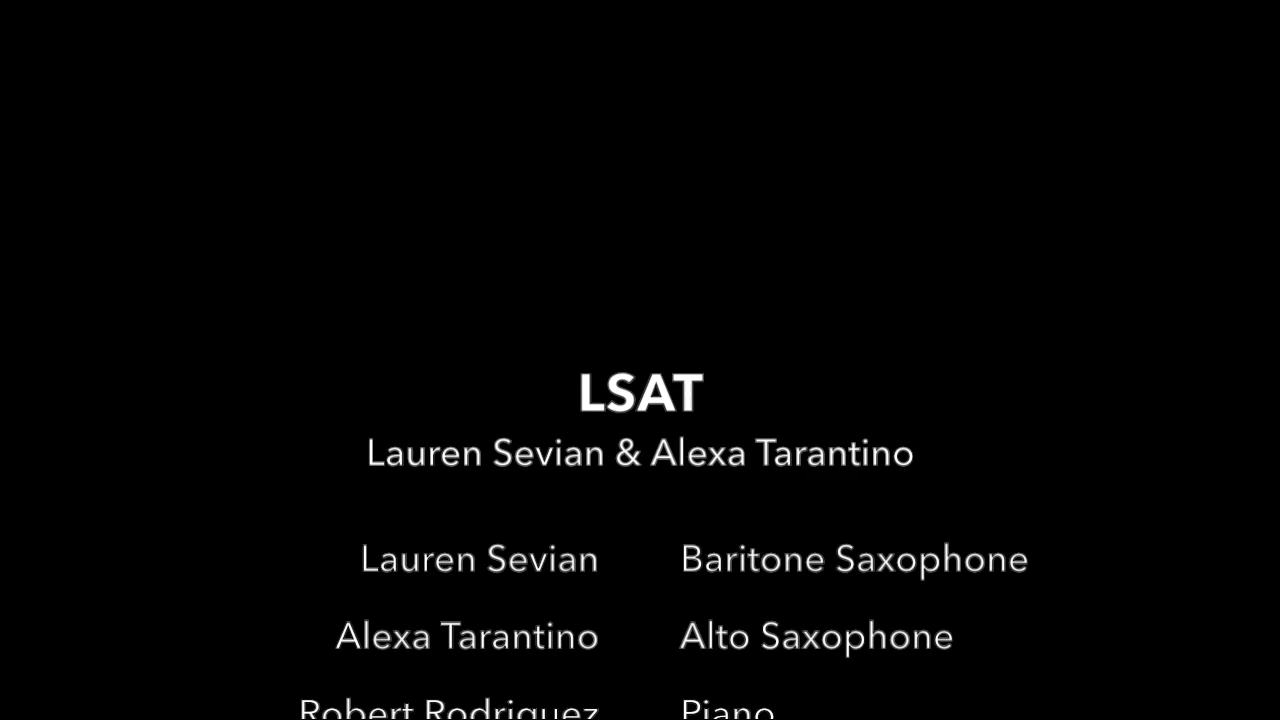 LSAT
Lauren Sevian & Alexa Tarantino
Lauren Sevian Baritone Saxophone
Alexa Tarantino Alto Saxophone
Robert Rodriguez Piano